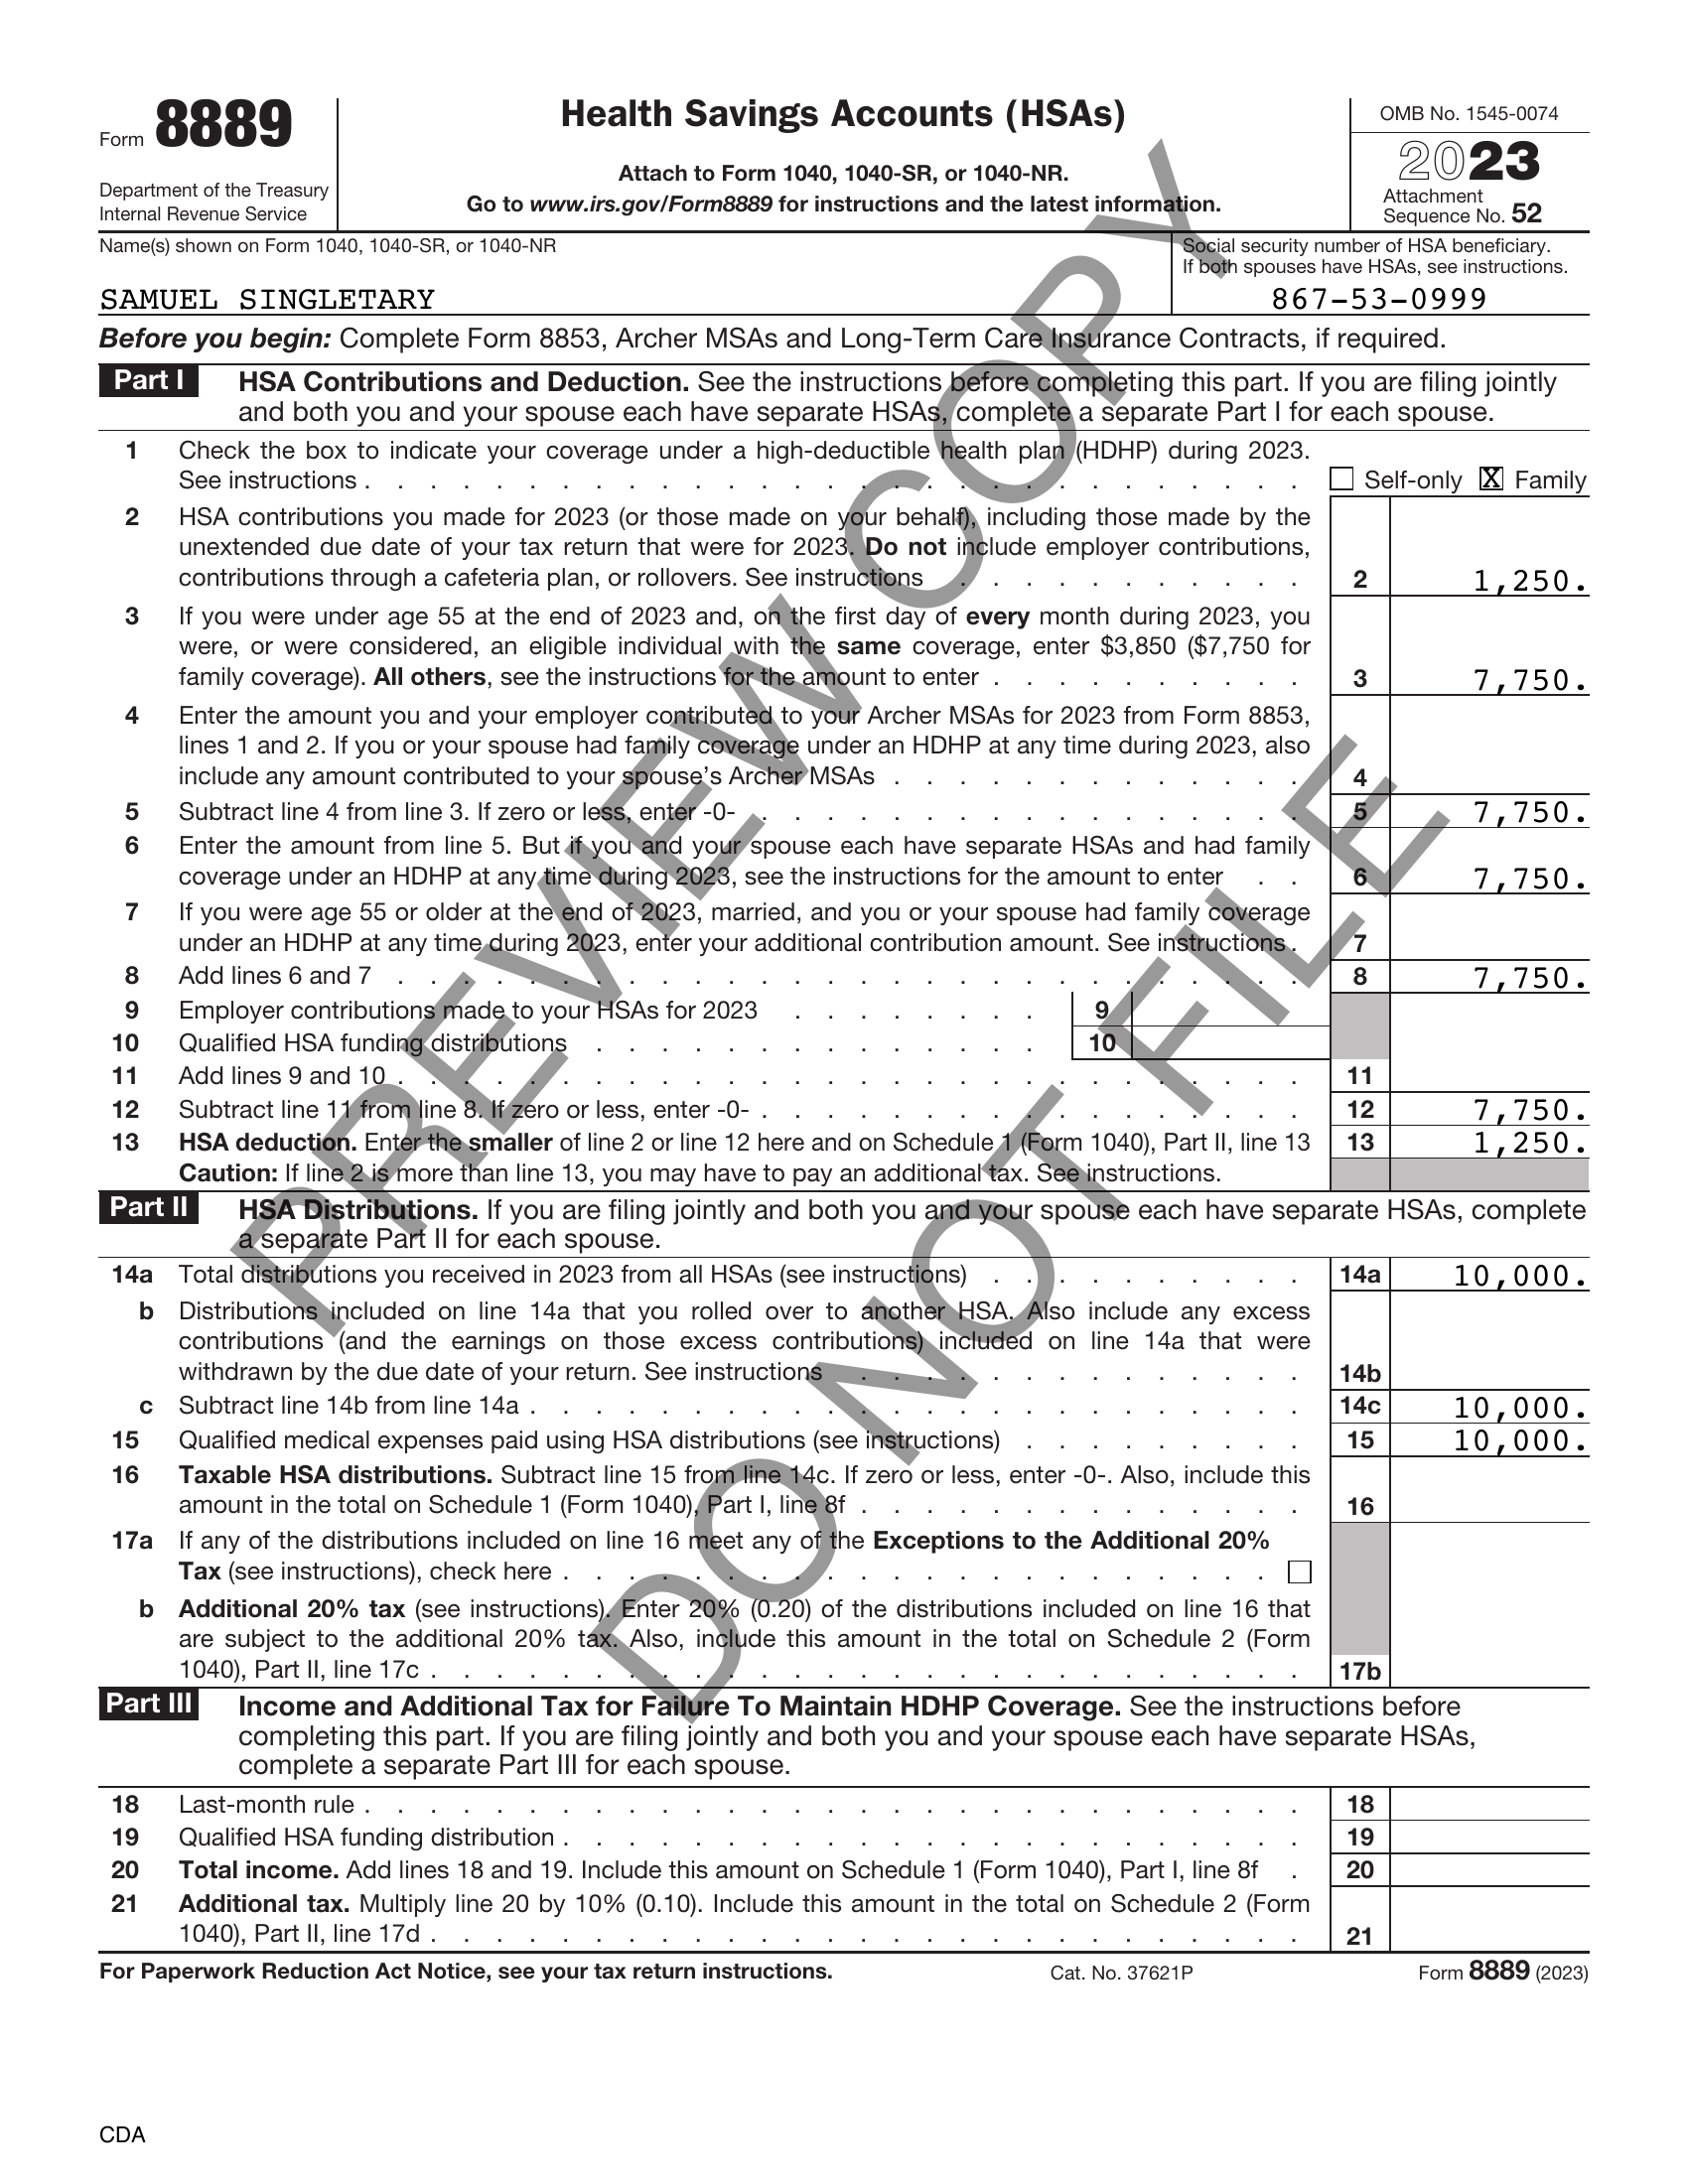 Form 8889
Department of the Treasury
Internal Revenue Service
Health Savings Accounts (HSAs)
Attach to Form 1040, 1040-SR, or 1040-NR.
Go to www.irs.gov/Form8889 for instructions and the latest information.
OMB No. 1545-0074
2023
Attachment
Sequence No. 52
Name(s) shown on Form 1040, 1040-SR, or 1040-NR
SAMUEL SINGLETARY
Social security number of HSA beneficiary.
If both spouses have HSAs, see instructions.
867-53-0999
Before you begin: Complete Form 8853, Archer MSAs and Long-Term Care Insurance Contracts, if required.
Part I HSA Contributions and Deduction. See the instructions before completing this part. If you are filing jointly
and both you and your spouse each have separate HSAs, complete a separate Part I for each spouse.
1 Check the box to indicate your coverage under a high-deductible health plan (HDHP) during 2023.
See instructions . . . . . . . . . . . . . . . . . . . . . . . . . . . . . Self-only X Family
2 HSA contributions you made for 2023 (or those made on your behalf), including those made by the
unextended due date of your tax return that were for 2023. Do not include employer contributions,
contributions through a cafeteria plan, or rollovers. See instructions . . . . . . . . . . . 2 1,250.
3 If you were under age 55 at the end of 2023 and, on the first day of every month during 2023, you
were, or were considered, an eligible individual with the same coverage, enter $3,850 ($7,750 for
family coverage). All others, see the instructions for the amount to enter . . . . . . . . . . 3 7,750.
4 Enter the amount you and your employer contributed to your Archer MSAs for 2023 from Form 8853,
lines 1 and 2. If you or your spouse had family coverage under an HDHP at any time during 2023, also
include any amount contributed to your spouse’s Archer MSAs . . . . . . . . . . . . . 4
5 Subtract line 4 from line 3. If zero or less, enter -0- . . . . . . . . . . . . . . . . . 5 7,750.
6 Enter the amount from line 5. But if you and your spouse each have separate HSAs and had family
coverage under an HDHP at any time during 2023, see the instructions for the amount to enter . . 6 7,750.
7 If you were age 55 or older at the end of 2023, married, and you or your spouse had family coverage
under an HDHP at any time during 2023, enter your additional contribution amount. See instructions . 7
8 Add lines 6 and 7 . . . . . . . . . . . . . . . . . . . . . . . . . . . . 8 7,750.
9 Employer contributions made to your HSAs for 2023 . . . . . . . . 9
10 Qualified HSA funding distributions . . . . . . . . . . . . . . 10
11 Add lines 9 and 10 . . . . . . . . . . . . . . . . . . . . . . . . . . . . 11
12 Subtract line 11 from line 8. If zero or less, enter -0- . . . . . . . . . . . . . . . . . 12 7,750.
13 HSA deduction. Enter the smaller of line 2 or line 12 here and on Schedule 1 (Form 1040), Part II, line 13 13 1,250.
Caution: If line 2 is more than line 13, you may have to pay an additional tax. See instructions.
Part II HSA Distributions. If you are filing jointly and both you and your spouse each have separate HSAs, complete
a separate Part II for each spouse.
14a Total distributions you received in 2023 from all HSAs (see instructions) . . . . . . . . . . 14a 10,000.
b Distributions included on line 14a that you rolled over to another HSA. Also include any excess
contributions (and the earnings on those excess contributions) included on line 14a that were
withdrawn by the due date of your return. See instructions . . . . . . . . . . . . . . 14b
c Subtract line 14b from line 14a . . . . . . . . . . . . . . . . . . . . . . . . 14c 10,000.
15 Qualified medical expenses paid using HSA distributions (see instructions) . . . . . . . . . 15 10,000.
16 Taxable HSA distributions. Subtract line 15 from line 14c. If zero or less, enter -0-. Also, include this
amount in the total on Schedule 1 (Form 1040), Part I, line 8f . . . . . . . . . . . . . . 16
17a If any of the distributions included on line 16 meet any of the Exceptions to the Additional 20%
Tax (see instructions), check here . . . . . . . . . . . . . . . . . . . . . .
b Additional 20% tax (see instructions). Enter 20% (0.20) of the distributions included on line 16 that
are subject to the additional 20% tax. Also, include this amount in the total on Schedule 2 (Form
1040), Part II, line 17c . . . . . . . . . . . . . . . . . . . . . . . . . . . 17b
Part III Income and Additional Tax for Failure To Maintain HDHP Coverage. See the instructions before
completing this part. If you are filing jointly and both you and your spouse each have separate HSAs,
complete a separate Part III for each spouse.
18 Last-month rule . . . . . . . . . . . . . . . . . . . . . . . . . . . . . 18
19 Qualified HSA funding distribution . . . . . . . . . . . . . . . . . . . . . . . 19
20 Total income. Add lines 18 and 19. Include this amount on Schedule 1 (Form 1040), Part I, line 8f . 20
21 Additional tax. Multiply line 20 by 10% (0.10). Include this amount in the total on Schedule 2 (Form
1040), Part II, line 17d . . . . . . . . . . . . . . . . . . . . . . . . . . . 21
For Paperwork Reduction Act Notice, see your tax return instructions. Cat. No. 37621P Form 8889 (2023)
CDA
PREVIEW COPY
DO NOT FILE